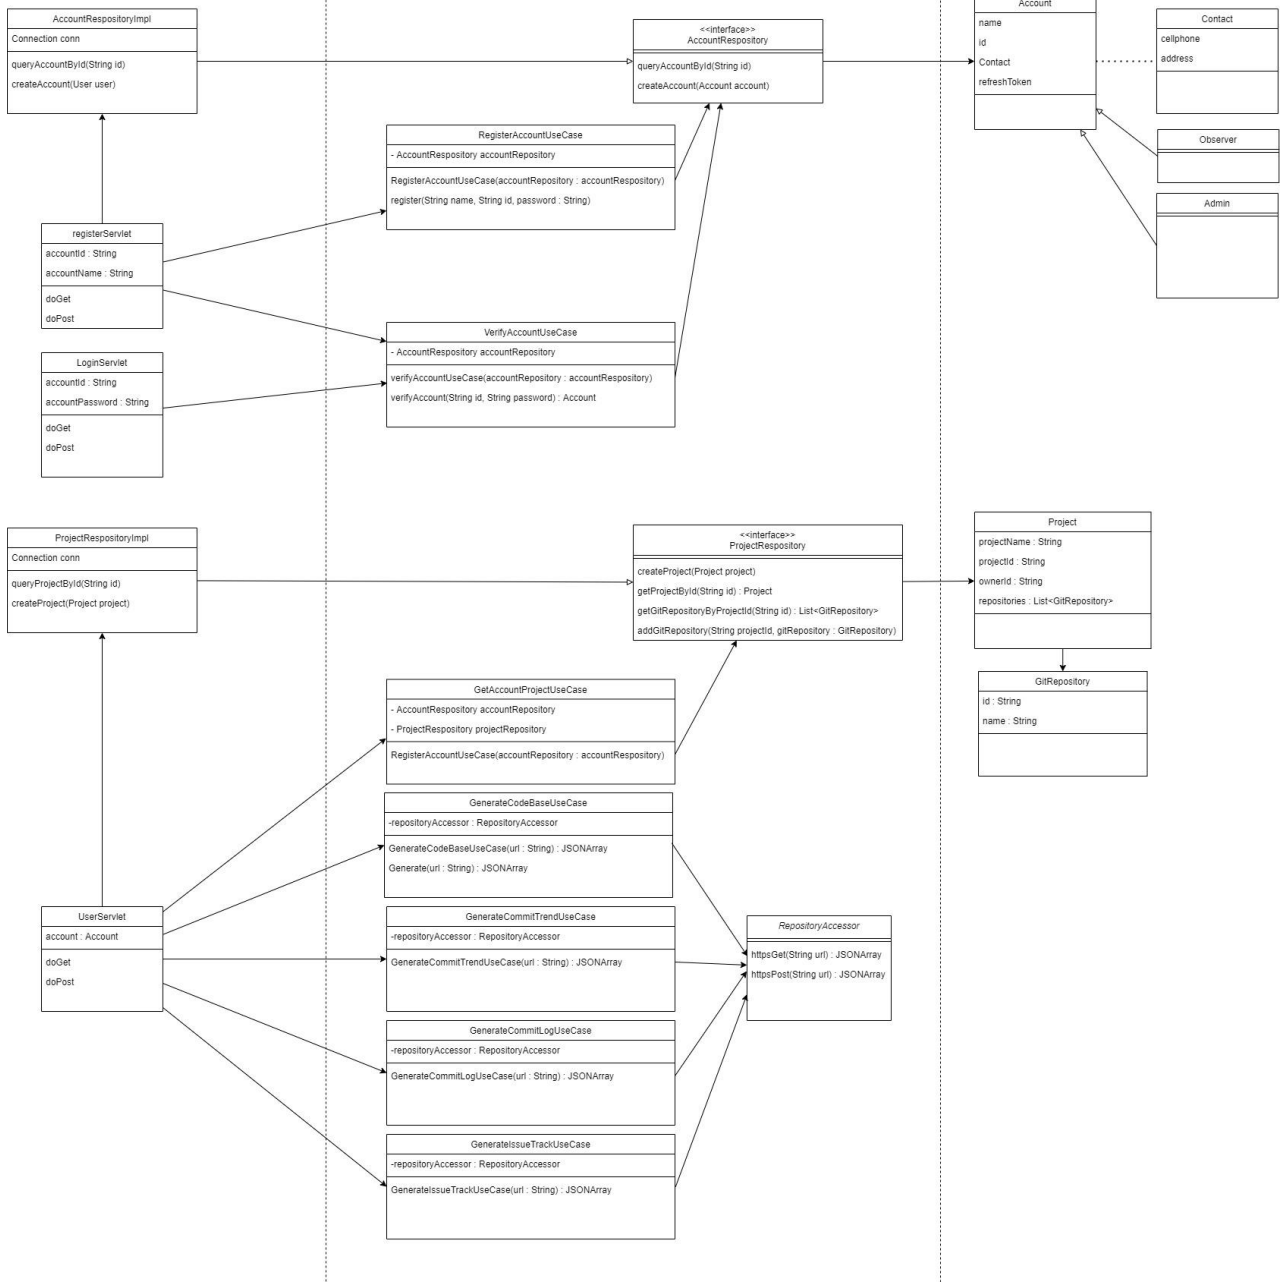 AccountRespositoryImpl
Connection conn
queryAccountById(String id)
createAccount(User user)
<<interface>>
AccountRespository
queryAccountById(String id)
createAccount(Account account)
Account
name
id
Contact
refreshToken
Contact
cellphone
address
Observer
Admin
RegisterAccountUseCase
- AccountRespository accountRepository
RegisterAccountUseCase(accountRepository : accountRespository)
register(String name, String id, password : String)
registerServlet
accountId : String
accountName : String
doGet
doPost
VerifyAccountUseCase
- AccountRespository accountRepository
verifyAccountUseCase(accountRepository : accountRespository)
verifyAccount(String id, String password) : Account
LoginServlet
accountId : String
accountPassword : String
doGet
doPost
ProjectRespositoryImpl
Connection conn
queryProjectById(String id)
createProject(Project project)
<<interface>>
ProjectRespository
createProject(Project project)
getProjectById(String id) : Project
getGitRepositoryByProjectId(String id) : List<GitRepository>
addGitRepository(String projectId, gitRepository : GitRepository)
Project
projectName : String
projectId : String
ownerId : String
repositories : List<GitRepository>
GitRepository
id : String
name : String
GetAccountProjectUseCase
- AccountRespository accountRepository
- ProjectRespository projectRepository
RegisterAccountUseCase(accountRepository : accountRespository)
GenerateCodeBaseUseCase
-repositoryAccessor : RepositoryAccessor
GenerateCodeBaseUseCase(url : String) : JSONArray
Generate(url : String) : JSONArray
UserServlet
account : Account
doGet
doPost
GenerateCommitTrendUseCase
-repositoryAccessor : RepositoryAccessor
GenerateCommitTrendUseCase(url : String) : JSONArray
RepositoryAccessor
httpsGet(String url) : JSONArray
httpsPost(String url) : JSONArray
GenerateCommitLogUseCase
-repositoryAccessor : RepositoryAccessor
GenerateCommitLogUseCase(url : String) : JSONArray
GenerateIssueTrackUseCase
-repositoryAccessor : RepositoryAccessor
GenerateIssueTrackUseCase(url : String) : JSONArray